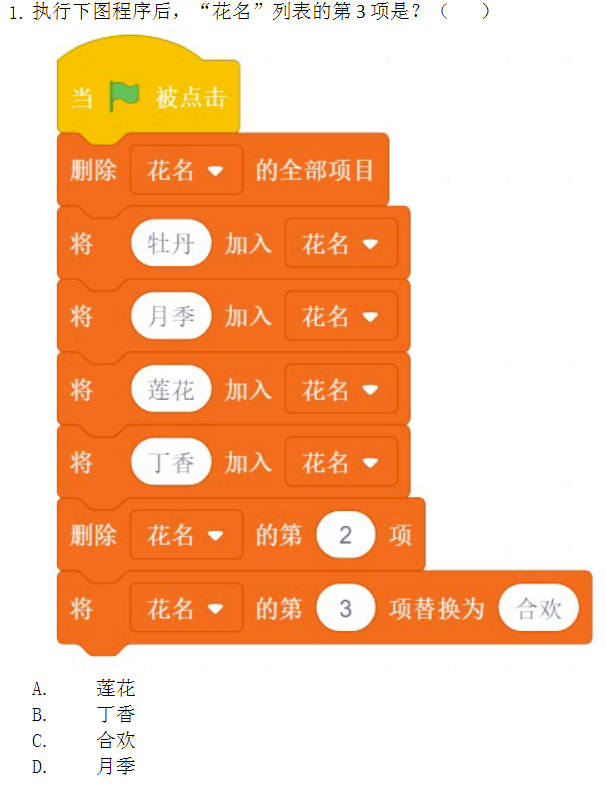 1. 执行下图程序后，“花名”列表的第3项是？（  ）
当 被点击
删除 花名 的全部项目
将 牡丹 加入 花名
将 月季 加入 花名
将 莲花 加入 花名
将 丁香 加入 花名
删除 花名 的第 2 项
将 花名 的第 3 项替换为 合欢
A. 莲花
B. 丁香
C. 合欢
D. 月季